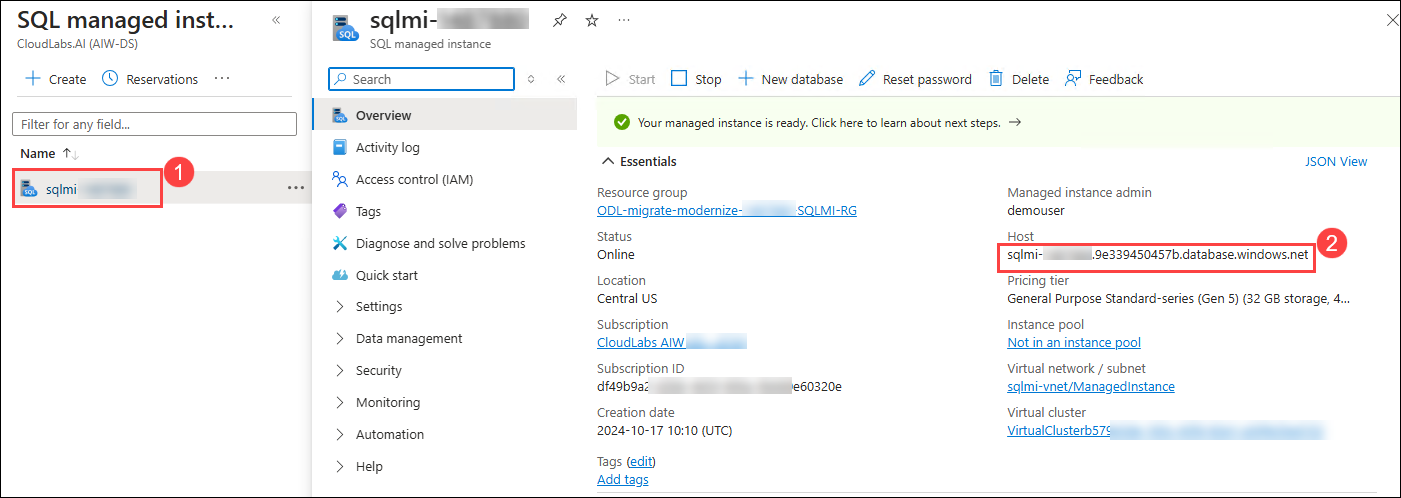 SQL managed inst...
CloudLabs.AI (AIW-DS)
Create
Reservations
...
Filter for any field...
Name
sqlmi
1
sqlmi-
SQL managed instance
Search
Overview
Activity log
Access control (IAM)
Tags
Diagnose and solve problems
Quick start
Settings
Data management
Security
Monitoring
Automation
Help
Start
Stop
New database
Reset password
Delete
Feedback
Your managed instance is ready. Click here to learn about next steps.
Essentials
JSON View
Resource group
ODL-migrate-modernize- -SQLMI-RG
Status
Online
Location
Central US
Subscription
CloudLabs AIW
Subscription ID
df49b9a2 e60320e
Creation date
2024-10-17 10:10 (UTC)
Tags (edit)
Add tags
Managed instance admin
demouser
Host
sqlmi- .9e339450457b.database.windows.net
2
Pricing tier
General Purpose Standard-series (Gen 5) (32 GB storage, 4...
Instance pool
Not in an instance pool
Virtual network / subnet
sqlmi-vnet/ManagedInstance
Virtual cluster
VirtualClusterb579